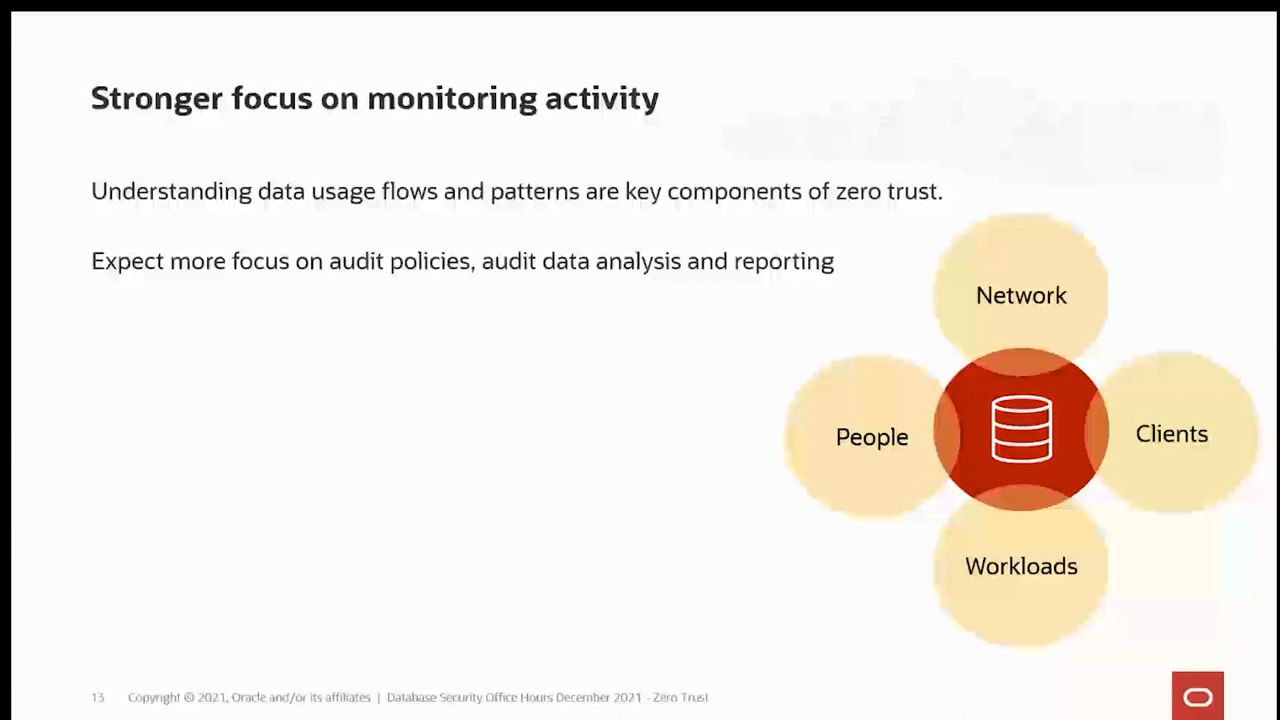 Stronger focus on monitoring activity
Understanding data usage flows and patterns are key components of zero trust.
Expect more focus on audit policies, audit data analysis and reporting
Network
People
Clients
Workloads
13 Copyright © 2021, Oracle and/or its affiliates | Database Security Office Hours December 2021 - Zero Trust